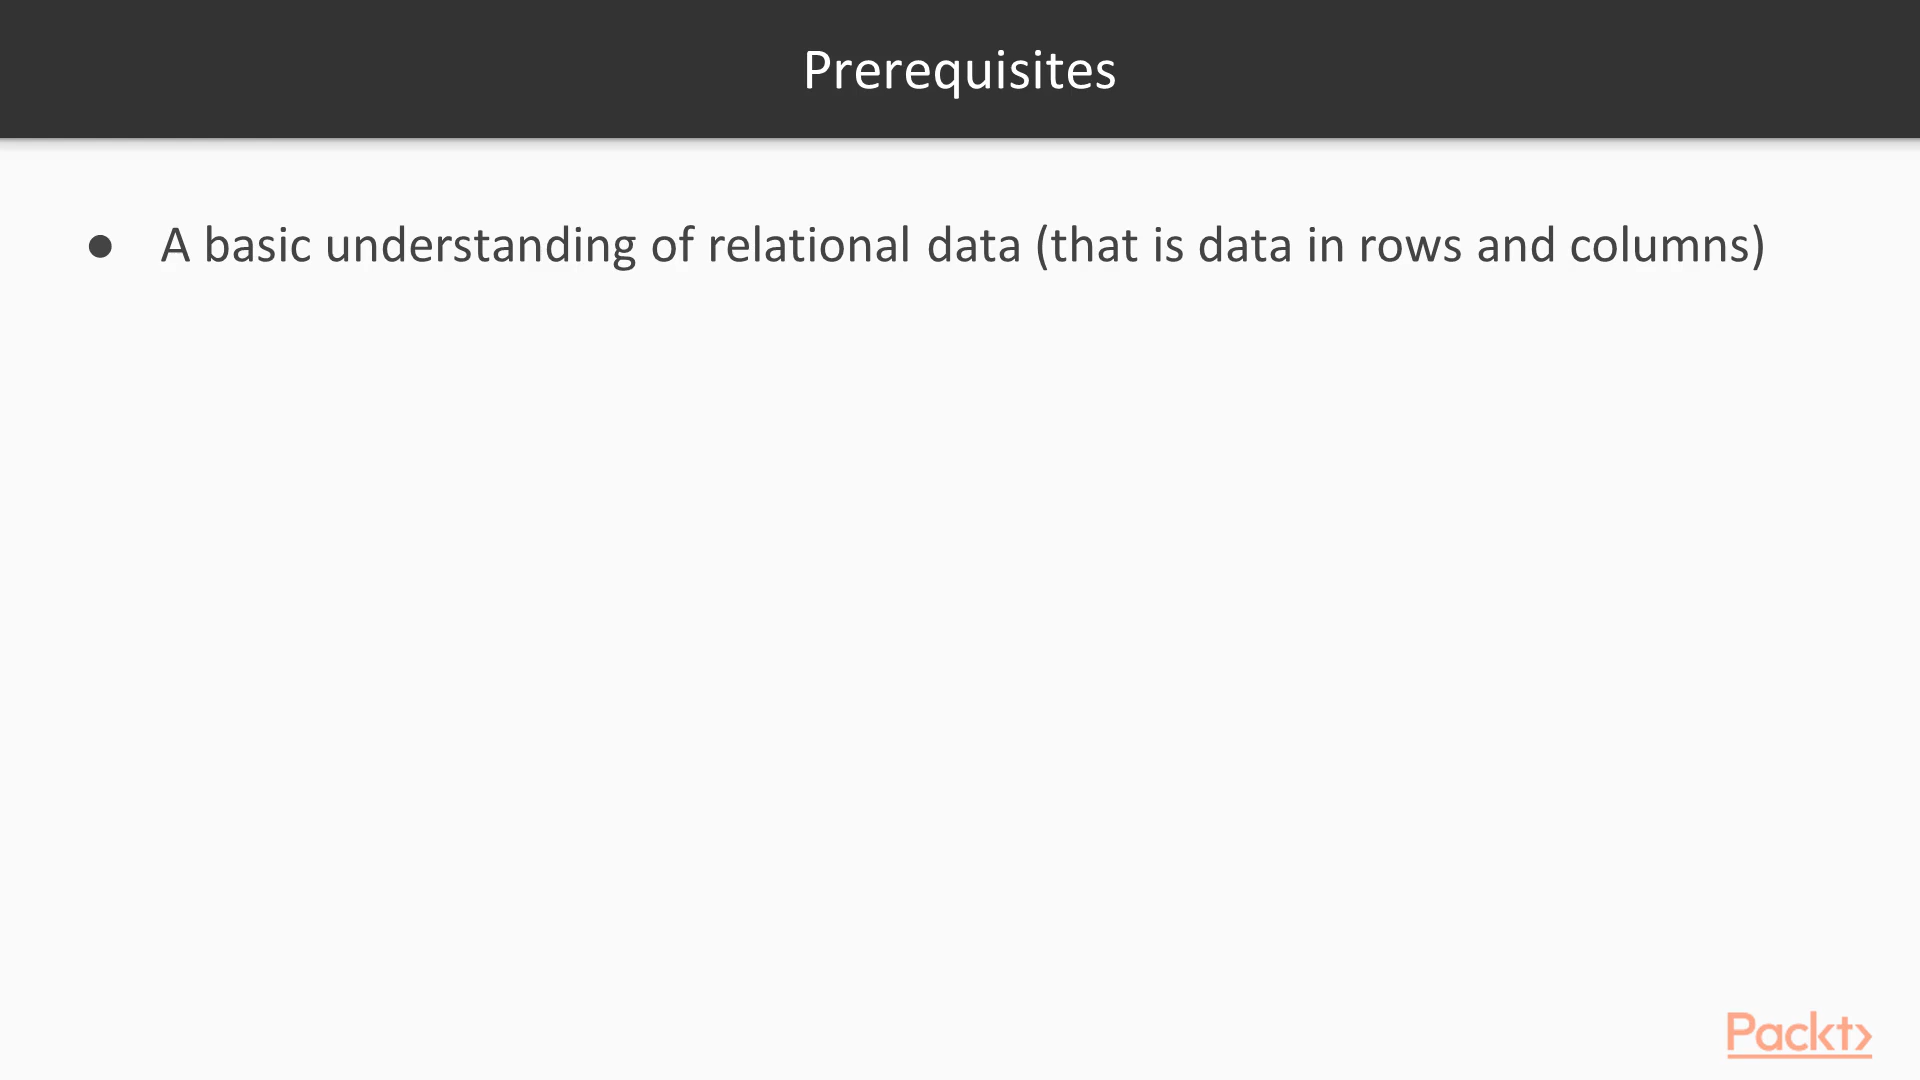 Prerequisites
● A basic understanding of relational data (that is data in rows and columns)
Packt>